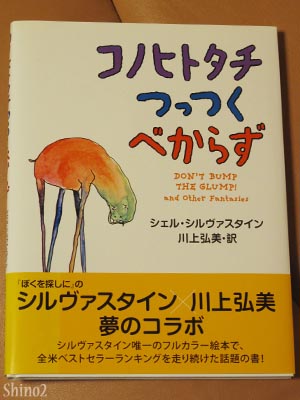 コノヒトタチ
つっつく
べからず
DON'T BUMP
THE GLUMP!
and Other Fantasies
シェル・シルヴァスタイン
川上弘美・訳
『ぼくを探しに』の
シルヴァスタイン×川上弘美
夢のコラボ
シルヴァスタイン唯一のフルカラー絵本で、
全米ベストセラーランキングを走り続けた話題の書!
Shino2